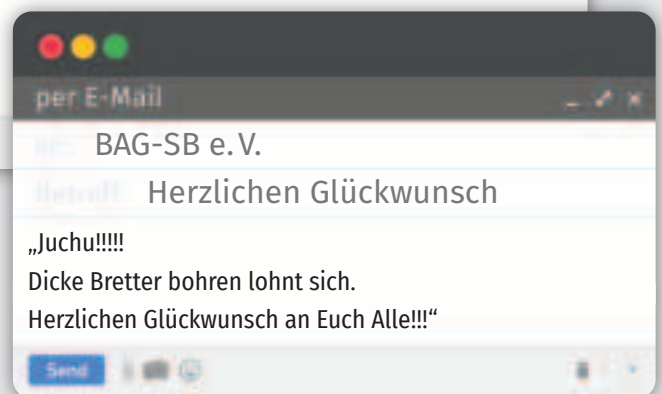 per E-Mail
BAG-SB e. V.
Herzlichen Glückwunsch
„Juchu!!!!!
Dicke Bretter bohren lohnt sich.
Herzlichen Glückwunsch an Euch Alle!!!“
Send